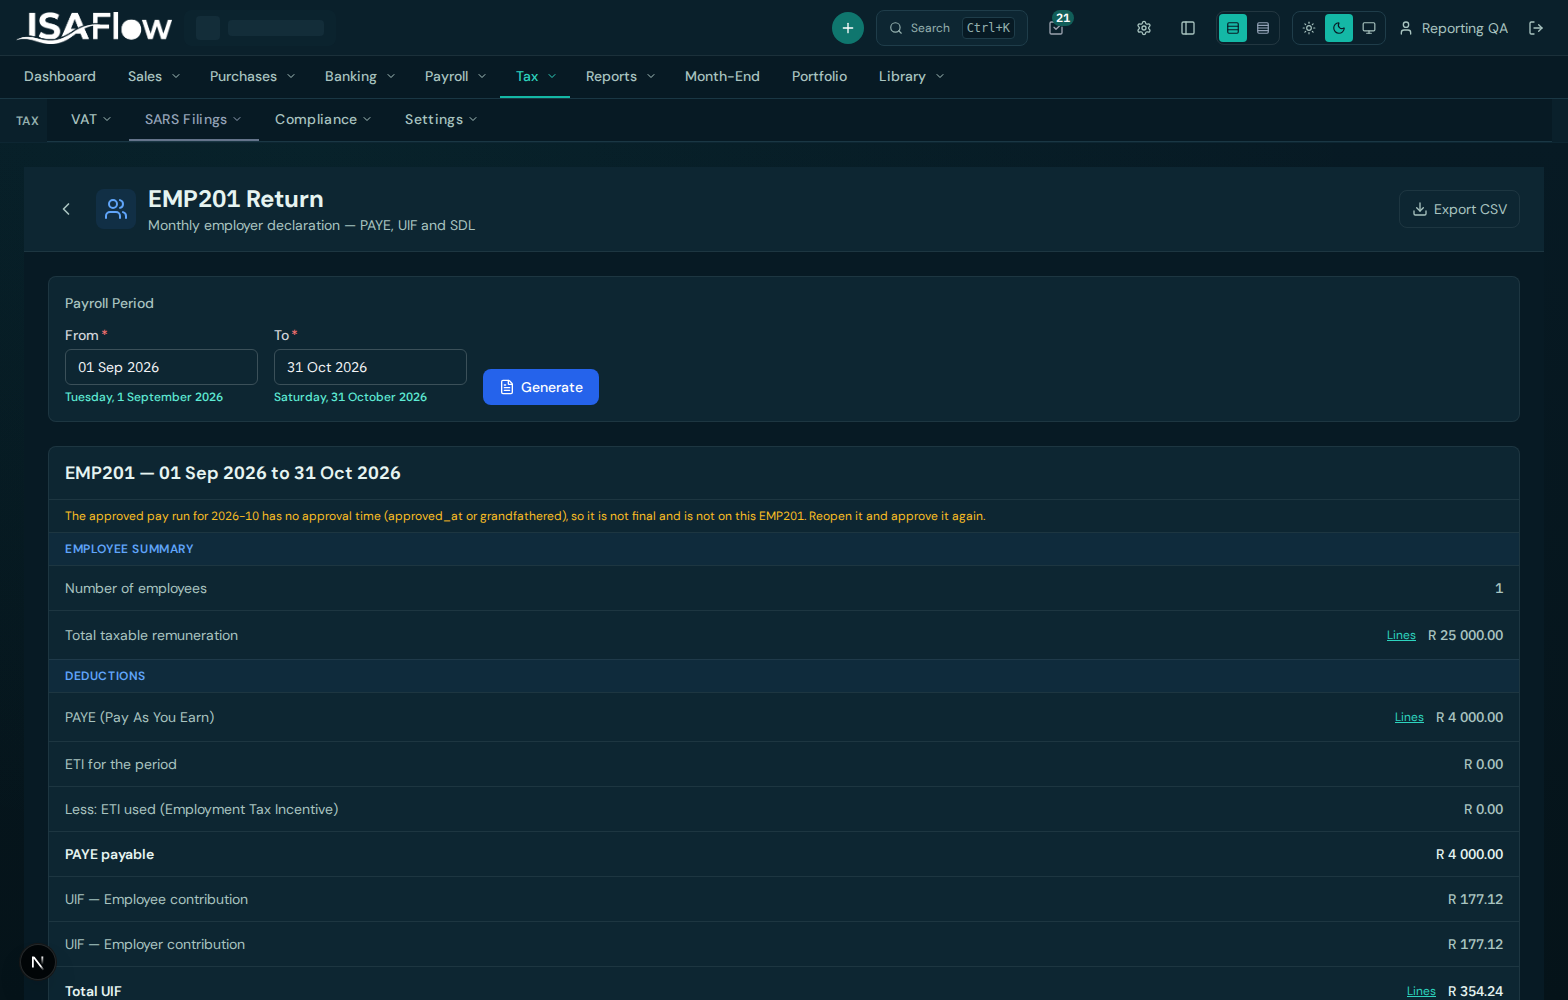 ISAFlow
Search Ctrl+K
21
Reporting QA
Dashboard Sales Purchases Banking Payroll Tax Reports Month-End Portfolio Library
TAX VAT SARS Filings Compliance Settings
EMP201 Return
Monthly employer declaration — PAYE, UIF and SDL
Export CSV
Payroll Period
From * To *
01 Sep 2026 31 Oct 2026
Generate
Tuesday, 1 September 2026 Saturday, 31 October 2026
EMP201 — 01 Sep 2026 to 31 Oct 2026
The approved pay run for 2026-10 has no approval time (approved_at or grandfathered), so it is not final and is not on this EMP201. Reopen it and approve it again.
EMPLOYEE SUMMARY
Number of employees 1
Total taxable remuneration Lines R 25 000.00
DEDUCTIONS
PAYE (Pay As You Earn) Lines R 4 000.00
ETI for the period R 0.00
Less: ETI used (Employment Tax Incentive) R 0.00
PAYE payable R 4 000.00
UIF — Employee contribution R 177.12
UIF — Employer contribution R 177.12
N
Total UIF Lines R 354.24